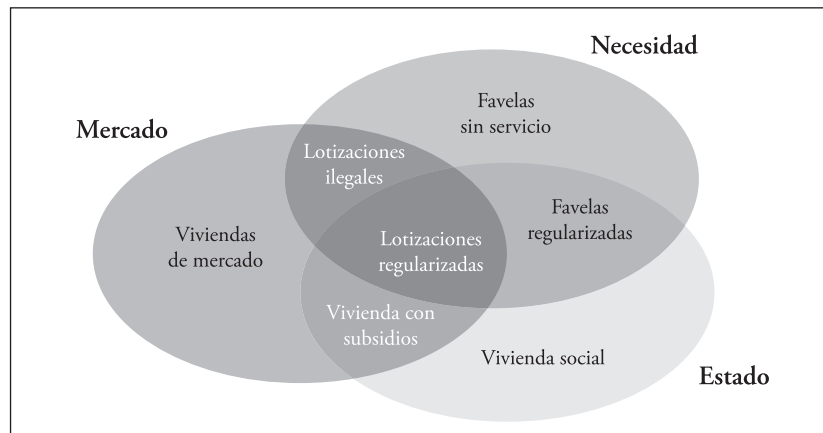 Necesidad
Favelas
sin servicio
Mercado
Lotizaciones
ilegales
Favelas
regularizadas
Viviendas
de mercado
Lotizaciones
regularizadas
Vivienda con
subsidios
Vivienda social
Estado